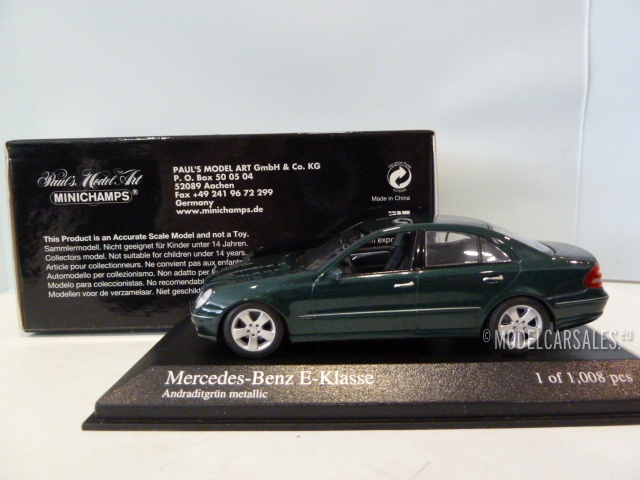 Paul's Model Art
MINICHAMPS®
PAUL'S MODEL ART GmbH & Co. KG
P. O. Box 50 05 04
52089 Aachen
Fax +49 241 96 72 299
Germany
www.minichamps.de
Made in China
This Product is an Accurate Scale Model and not a Toy.
Sammlermodell. Nicht geeignet für Kinder unter 14 Jahren.
Collectors model. Not suitable for children under 14 years.
Article pour collectionneurs. Ne convient pas aux enfants
Automodello per collezionismo. Non adatto per
Modelo para coleccionistas. No recomendable
Modellen voor de verzamelaar. Niet geschikt
MODELCARSALES.eu
Mercedes-Benz E-Klasse
Andraditgrün metallic
1 of 1,008 pcs